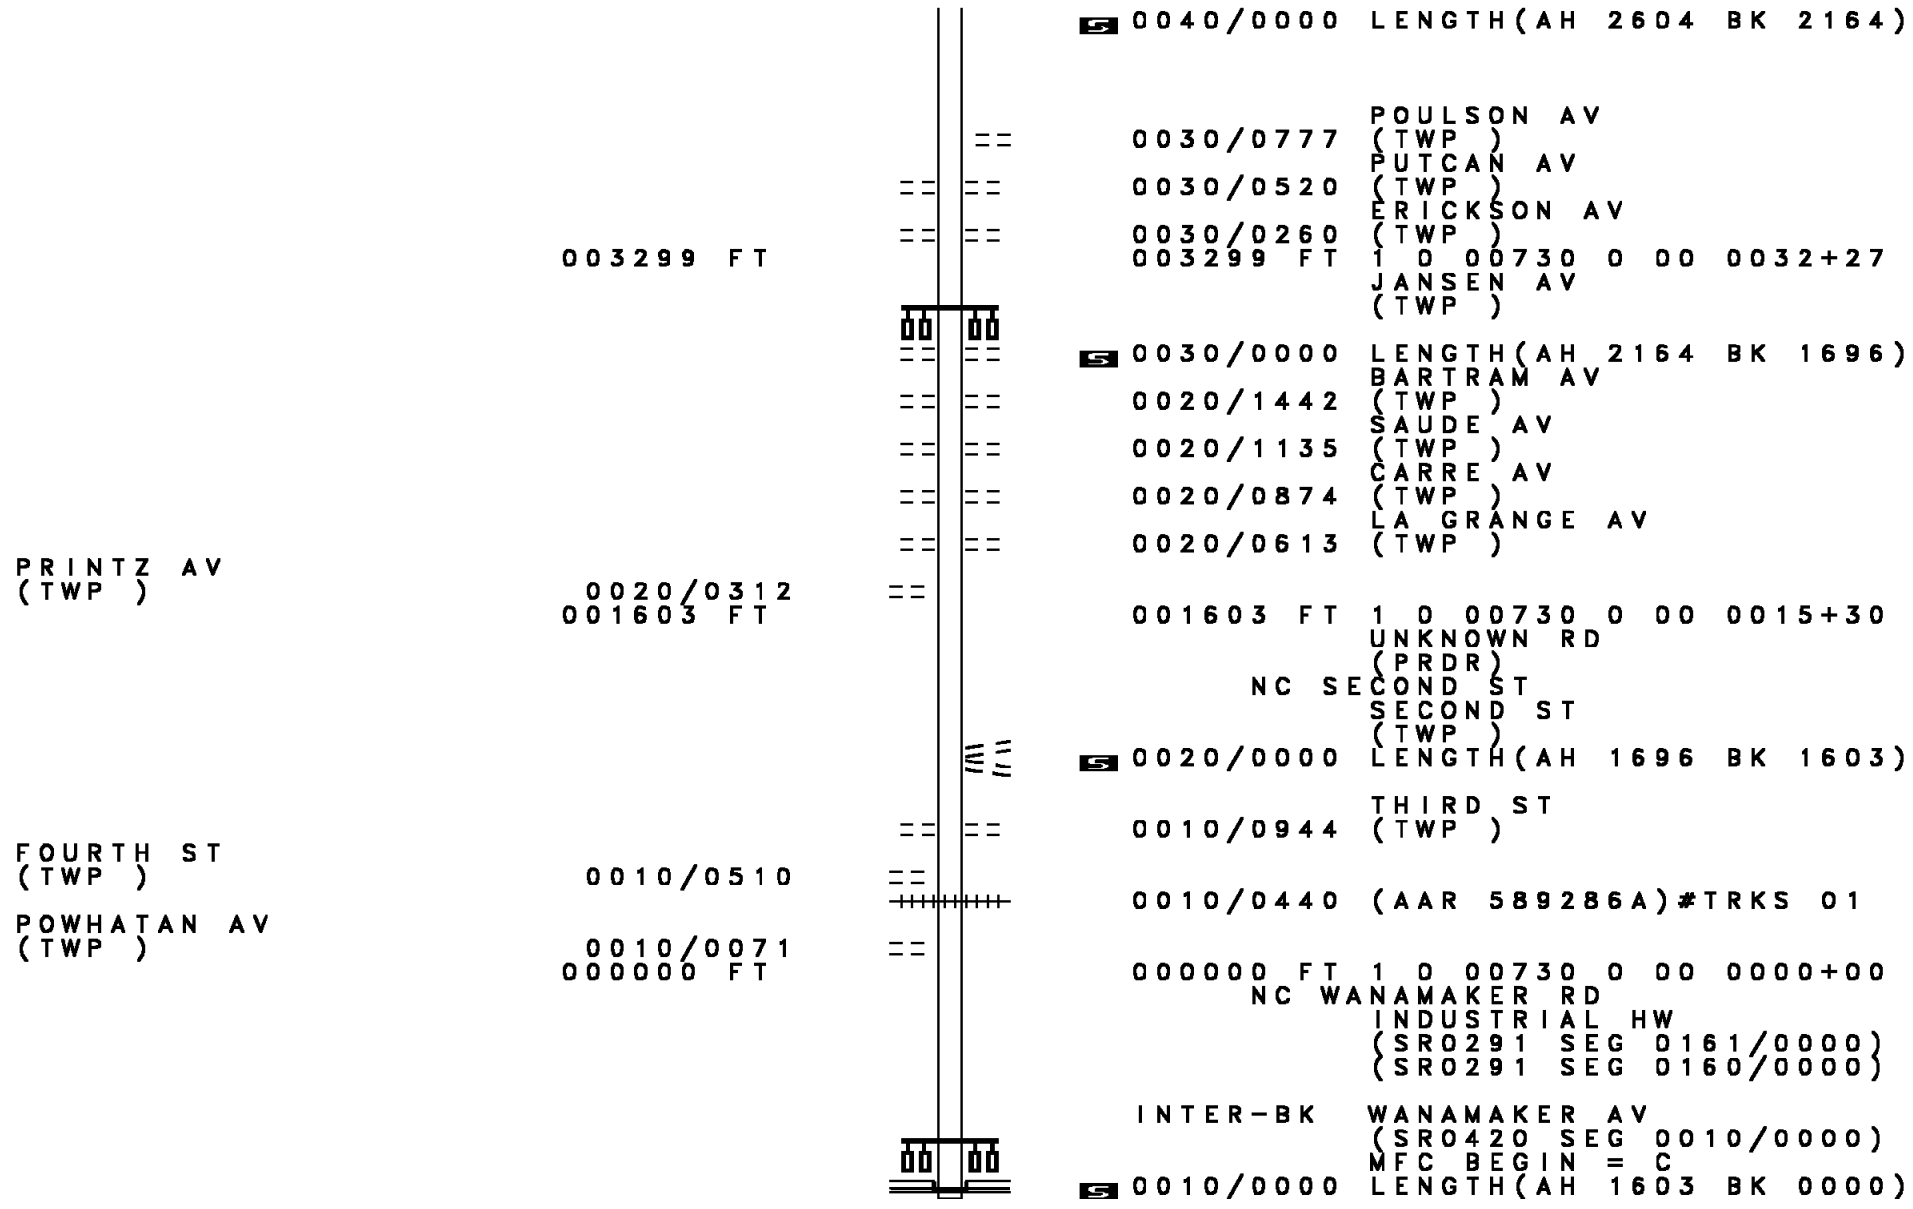 S 0040/0000 LENGTH(AH 2604 BK 2164)
POULSON AV
0030/0777 (TWP )
PUTCAN AV
0030/0520 (TWP )
ERICKSON AV
0030/0260 (TWP )
003299 FT 003299 FT 1 0 00730 0 00 0032+27
JANSEN AV
(TWP )
S 0030/0000 LENGTH(AH 2164 BK 1696)
BARTRAM AV
0020/1442 (TWP )
SAUDE AV
0020/1135 (TWP )
CARRE AV
0020/0874 (TWP )
LA GRANGE AV
0020/0613 (TWP )
PRINTZ AV
(TWP ) 0020/0312
001603 FT 001603 FT 1 0 00730 0 00 0015+30
UNKNOWN RD
(PRDR)
NC SECOND ST
SECOND ST
(TWP )
S 0020/0000 LENGTH(AH 1696 BK 1603)
THIRD ST
0010/0944 (TWP )
FOURTH ST
(TWP ) 0010/0510
0010/0440 (AAR 589286A)#TRKS 01
POWHATAN AV
(TWP ) 0010/0071
000000 FT 000000 FT 1 0 00730 0 00 0000+00
NC WANAMAKER RD
INDUSTRIAL HW
(SR0291 SEG 0161/0000)
(SR0291 SEG 0160/0000)
INTER-BK WANAMAKER AV
(SR0420 SEG 0010/0000)
MFC BEGIN = C
S 0010/0000 LENGTH(AH 1603 BK 0000)